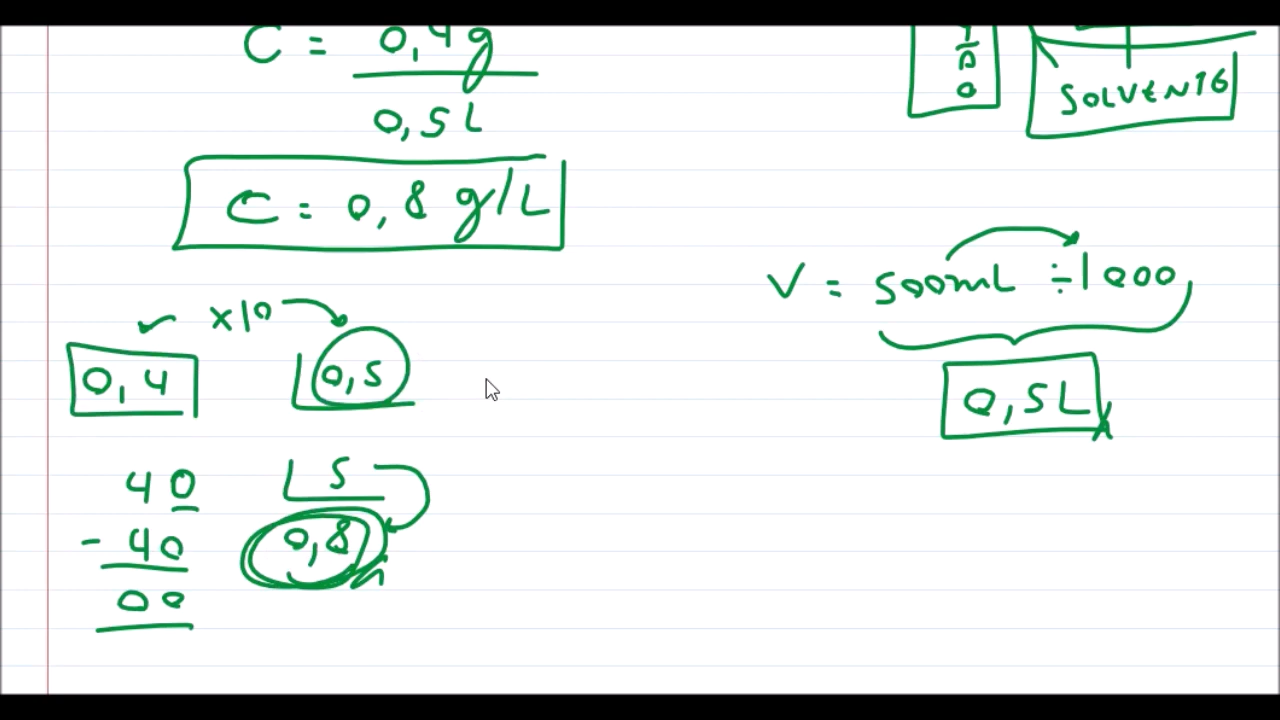 C = 0,4g
0,5L
C = 0,8 g/L
SOLVENTE
V = 500mL ÷1000
0,5L
x10
0,4 0,5
40 5
- 40 0,8
00